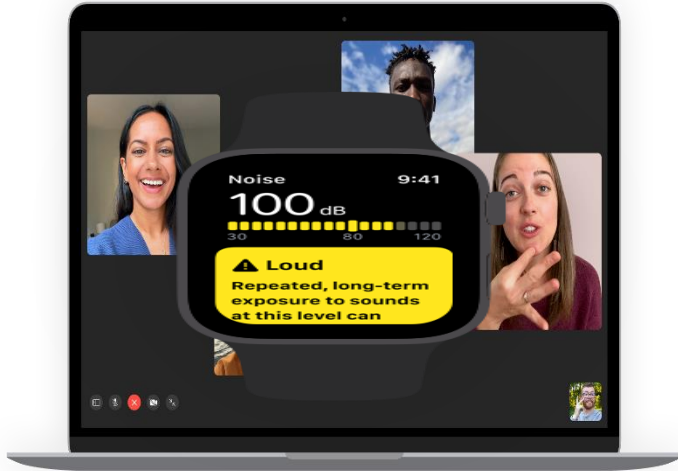 Noise 9:41
100 dB
30 80 120
Loud
Repeated, long-term
exposure to sounds
at this level can